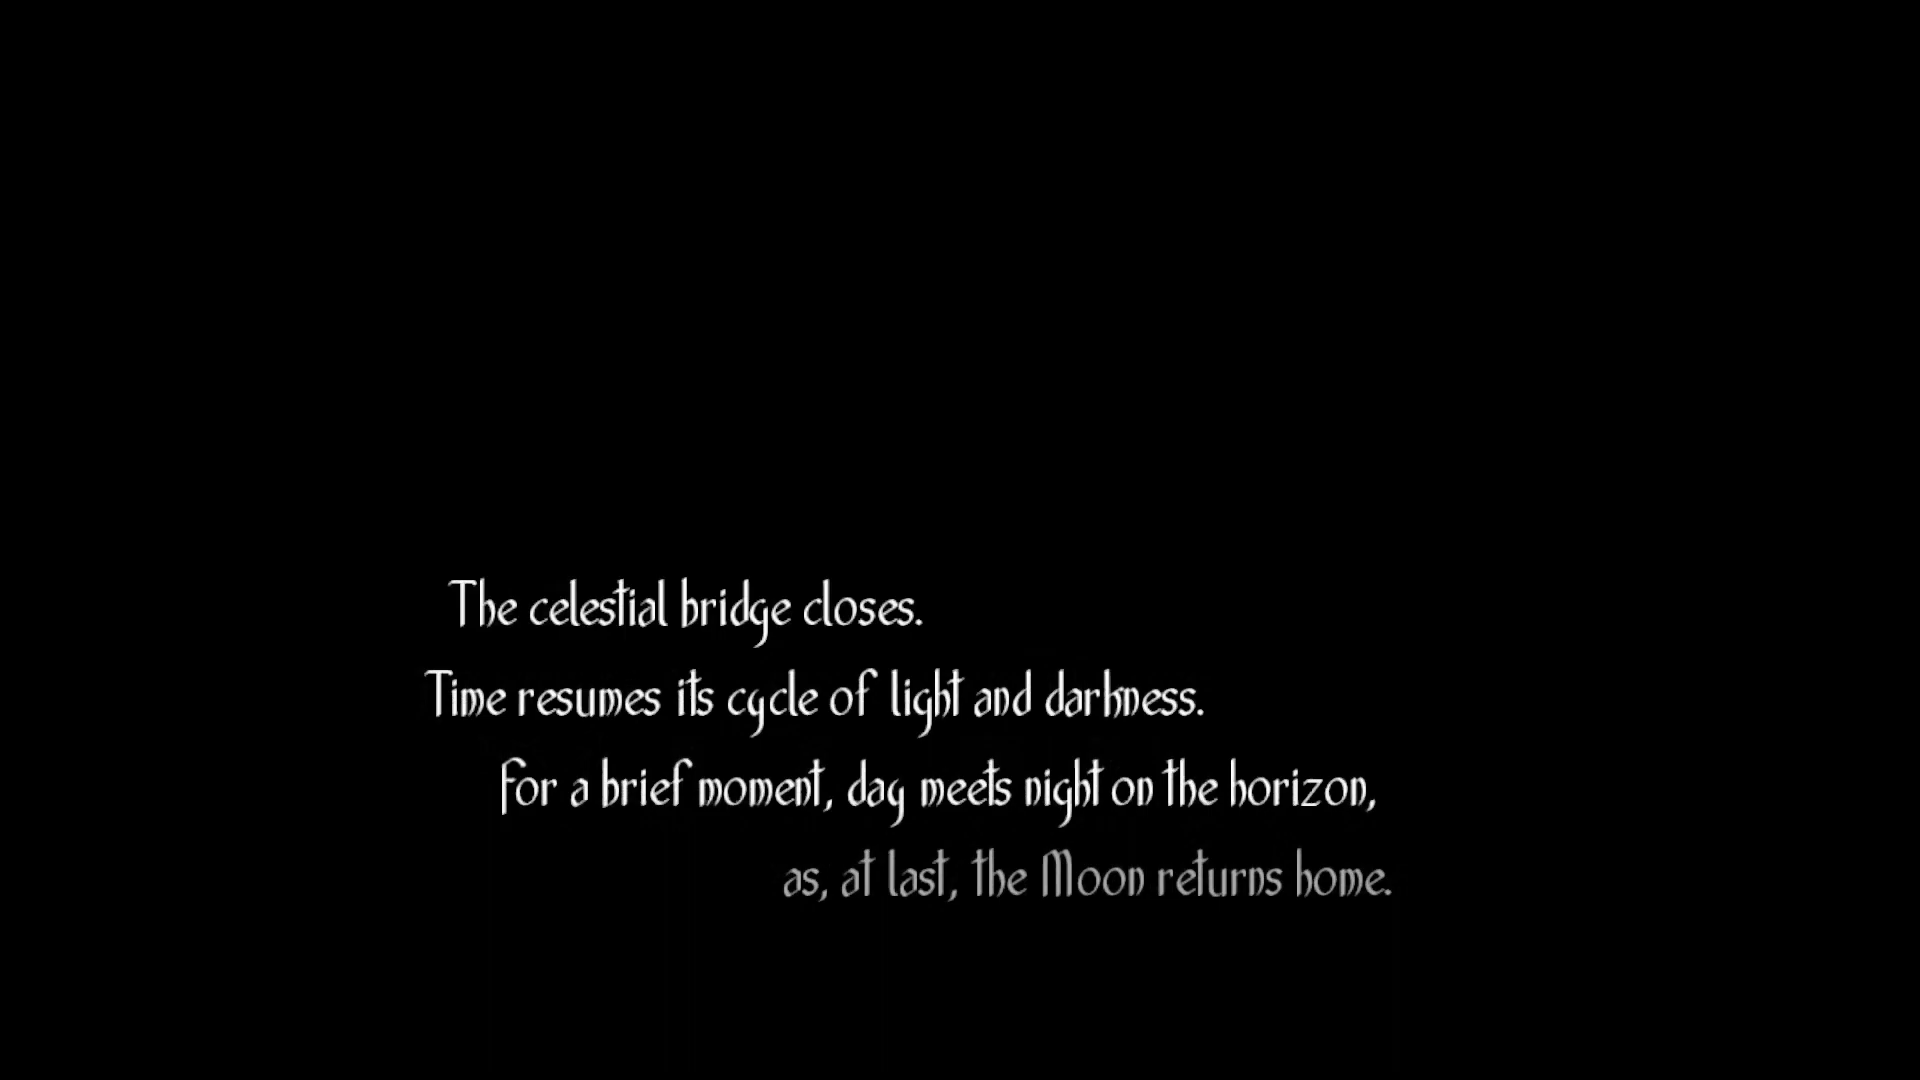 The celestial bridge closes.
Time resumes its cycle of light and darkness.
For a brief moment, day meets night on the horizon,
as, at last, the Moon returns home.